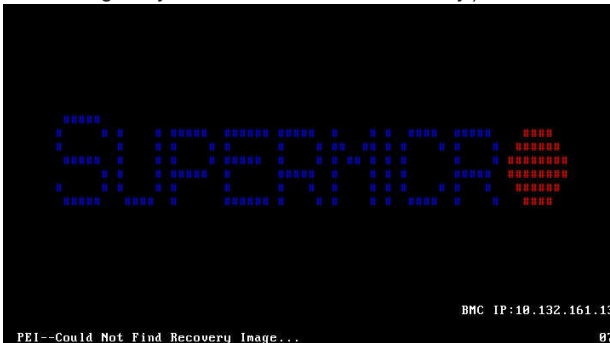 SUPERMICRO
BMC IP:10.132.161.13
PEI--Could Not Find Recovery Image...
07